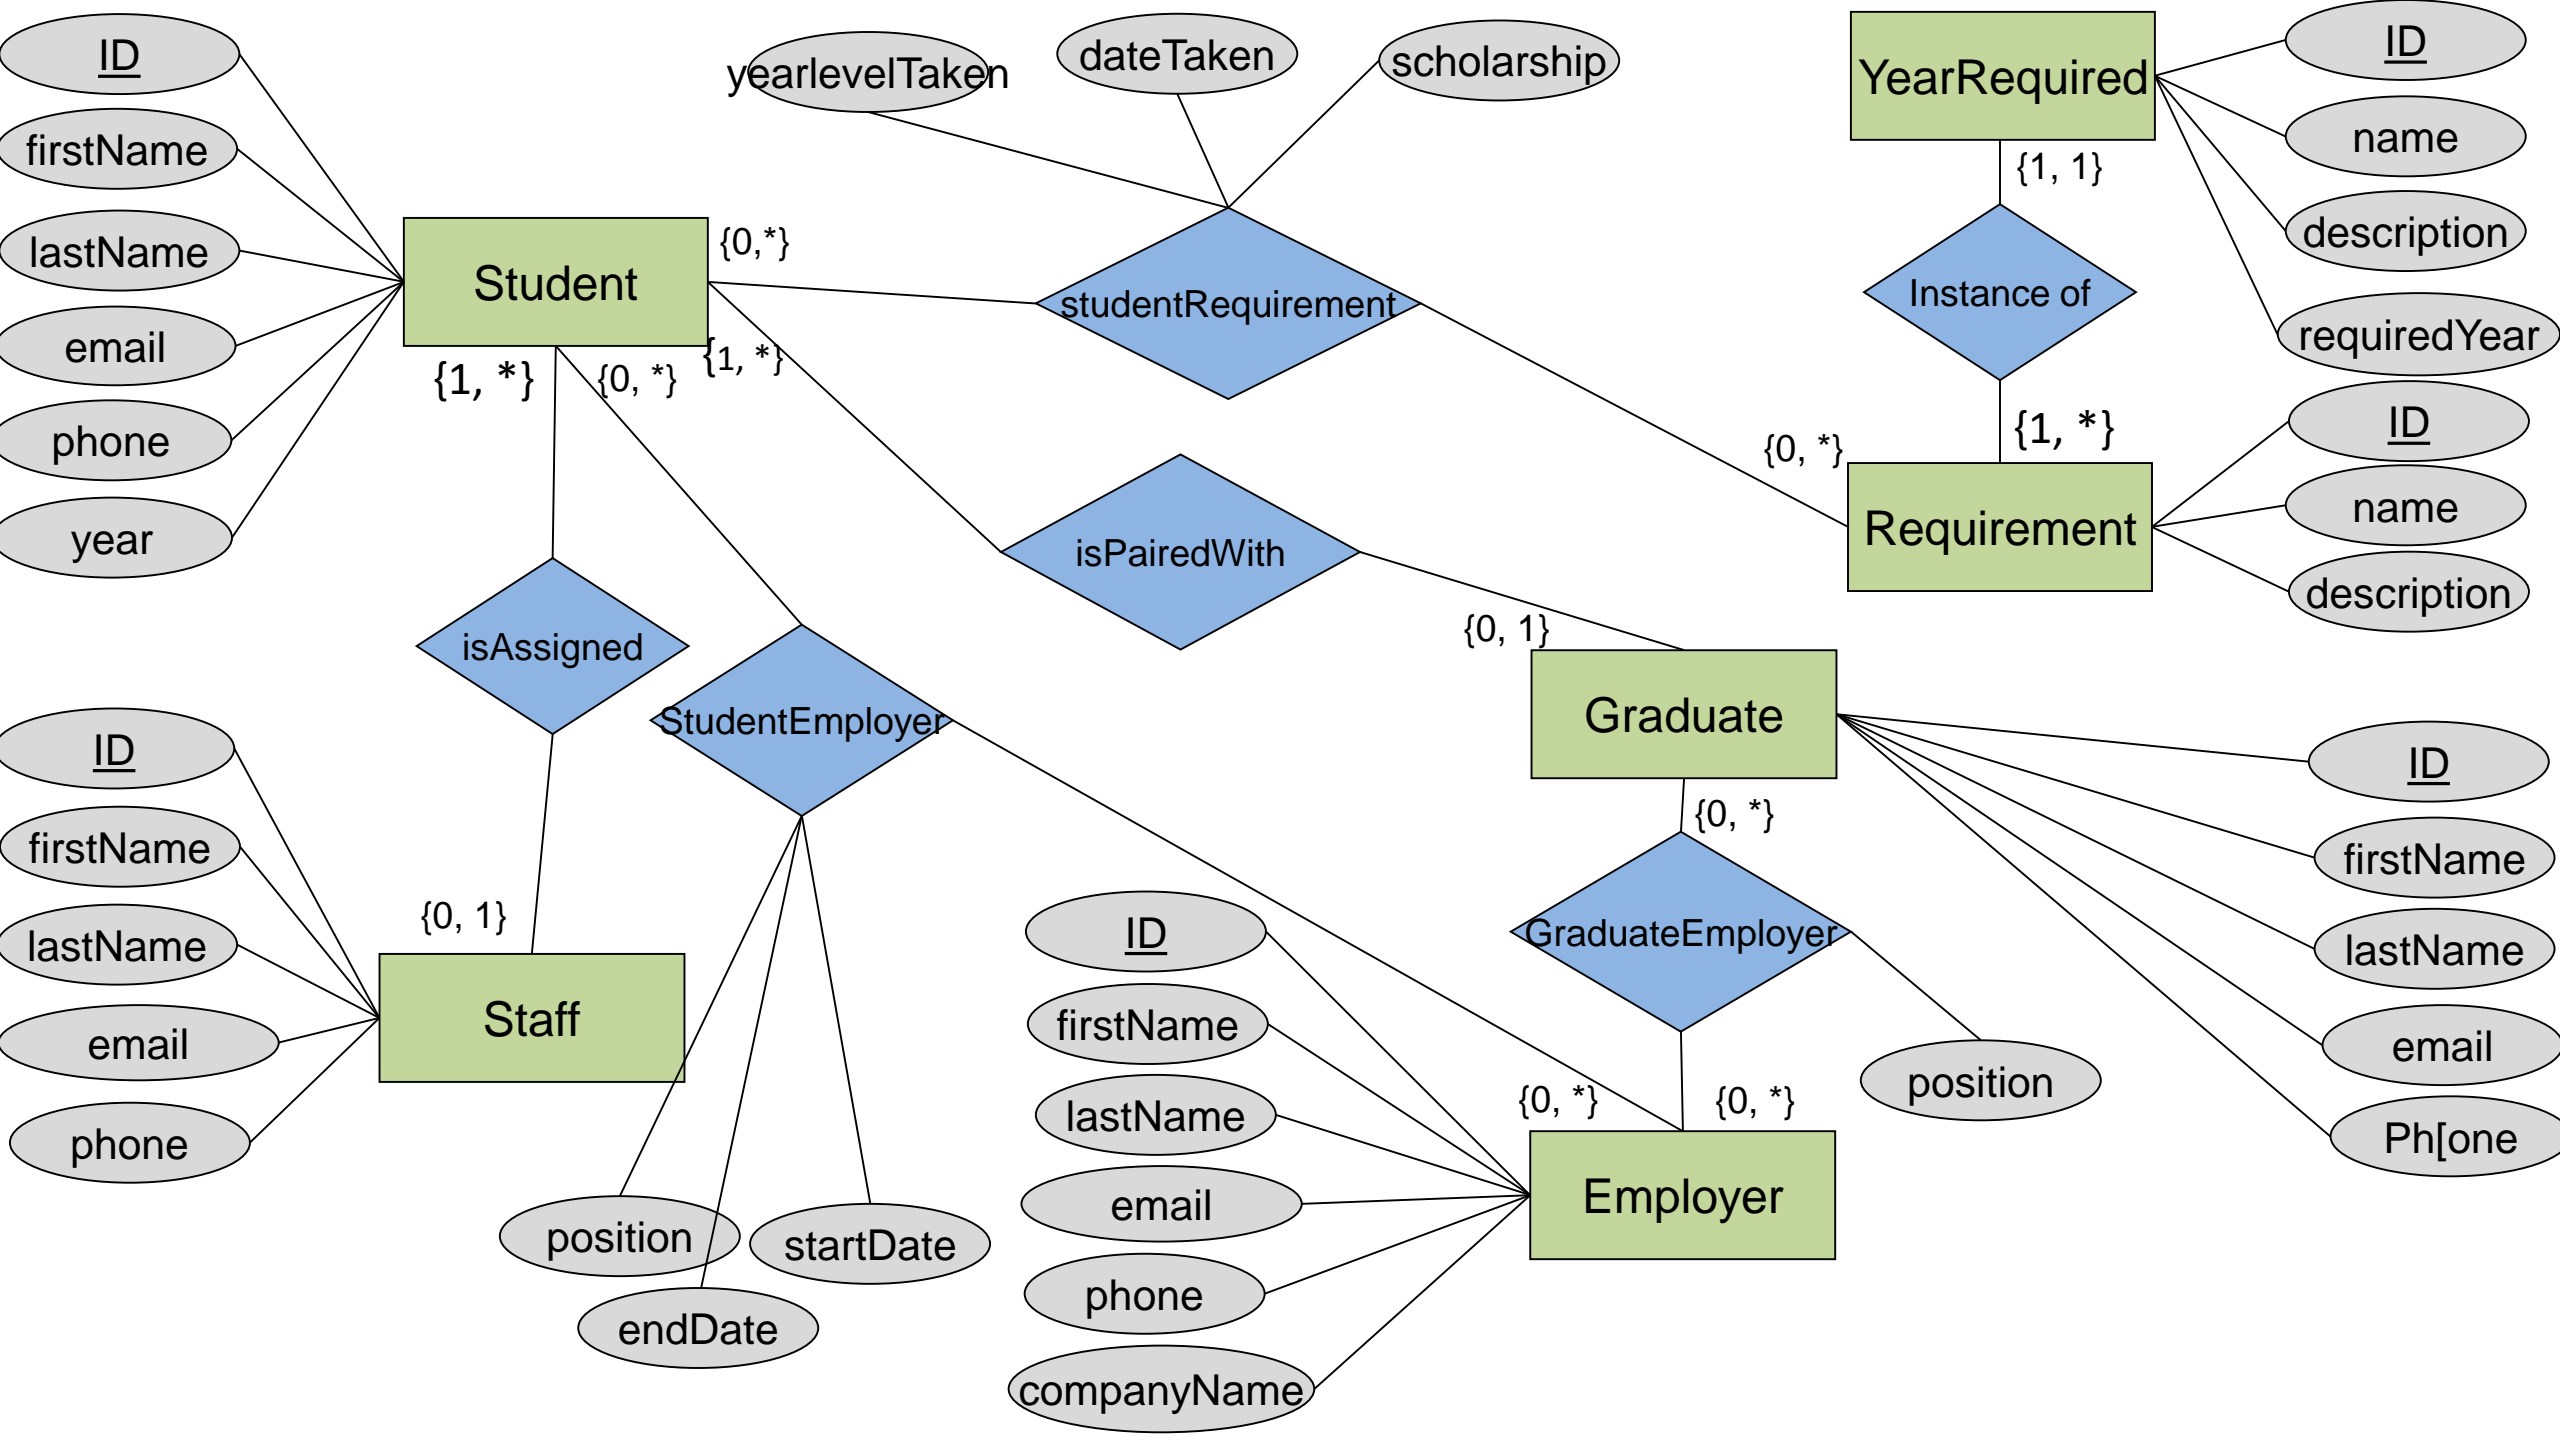 ID
firstName
lastName
email
phone
year
yearlevelTaken
dateTaken
scholarship
YearRequired
ID
name
description
requiredYear
{1, 1}
Instance of
{1, *}
Student
{0,*}
{1, *}
{0, *}
{1, *}
studentRequirement
{0, *}
Requirement
ID
name
description
isPairedWith
{0, 1}
isAssigned
StudentEmployer
Graduate
{0, *}
ID
firstName
lastName
email
Ph[one
ID
firstName
lastName
email
phone
{0, 1}
Staff
position
startDate
endDate
GraduateEmployer
position
{0, *}
{0, *}
Employer
ID
firstName
lastName
email
phone
companyName